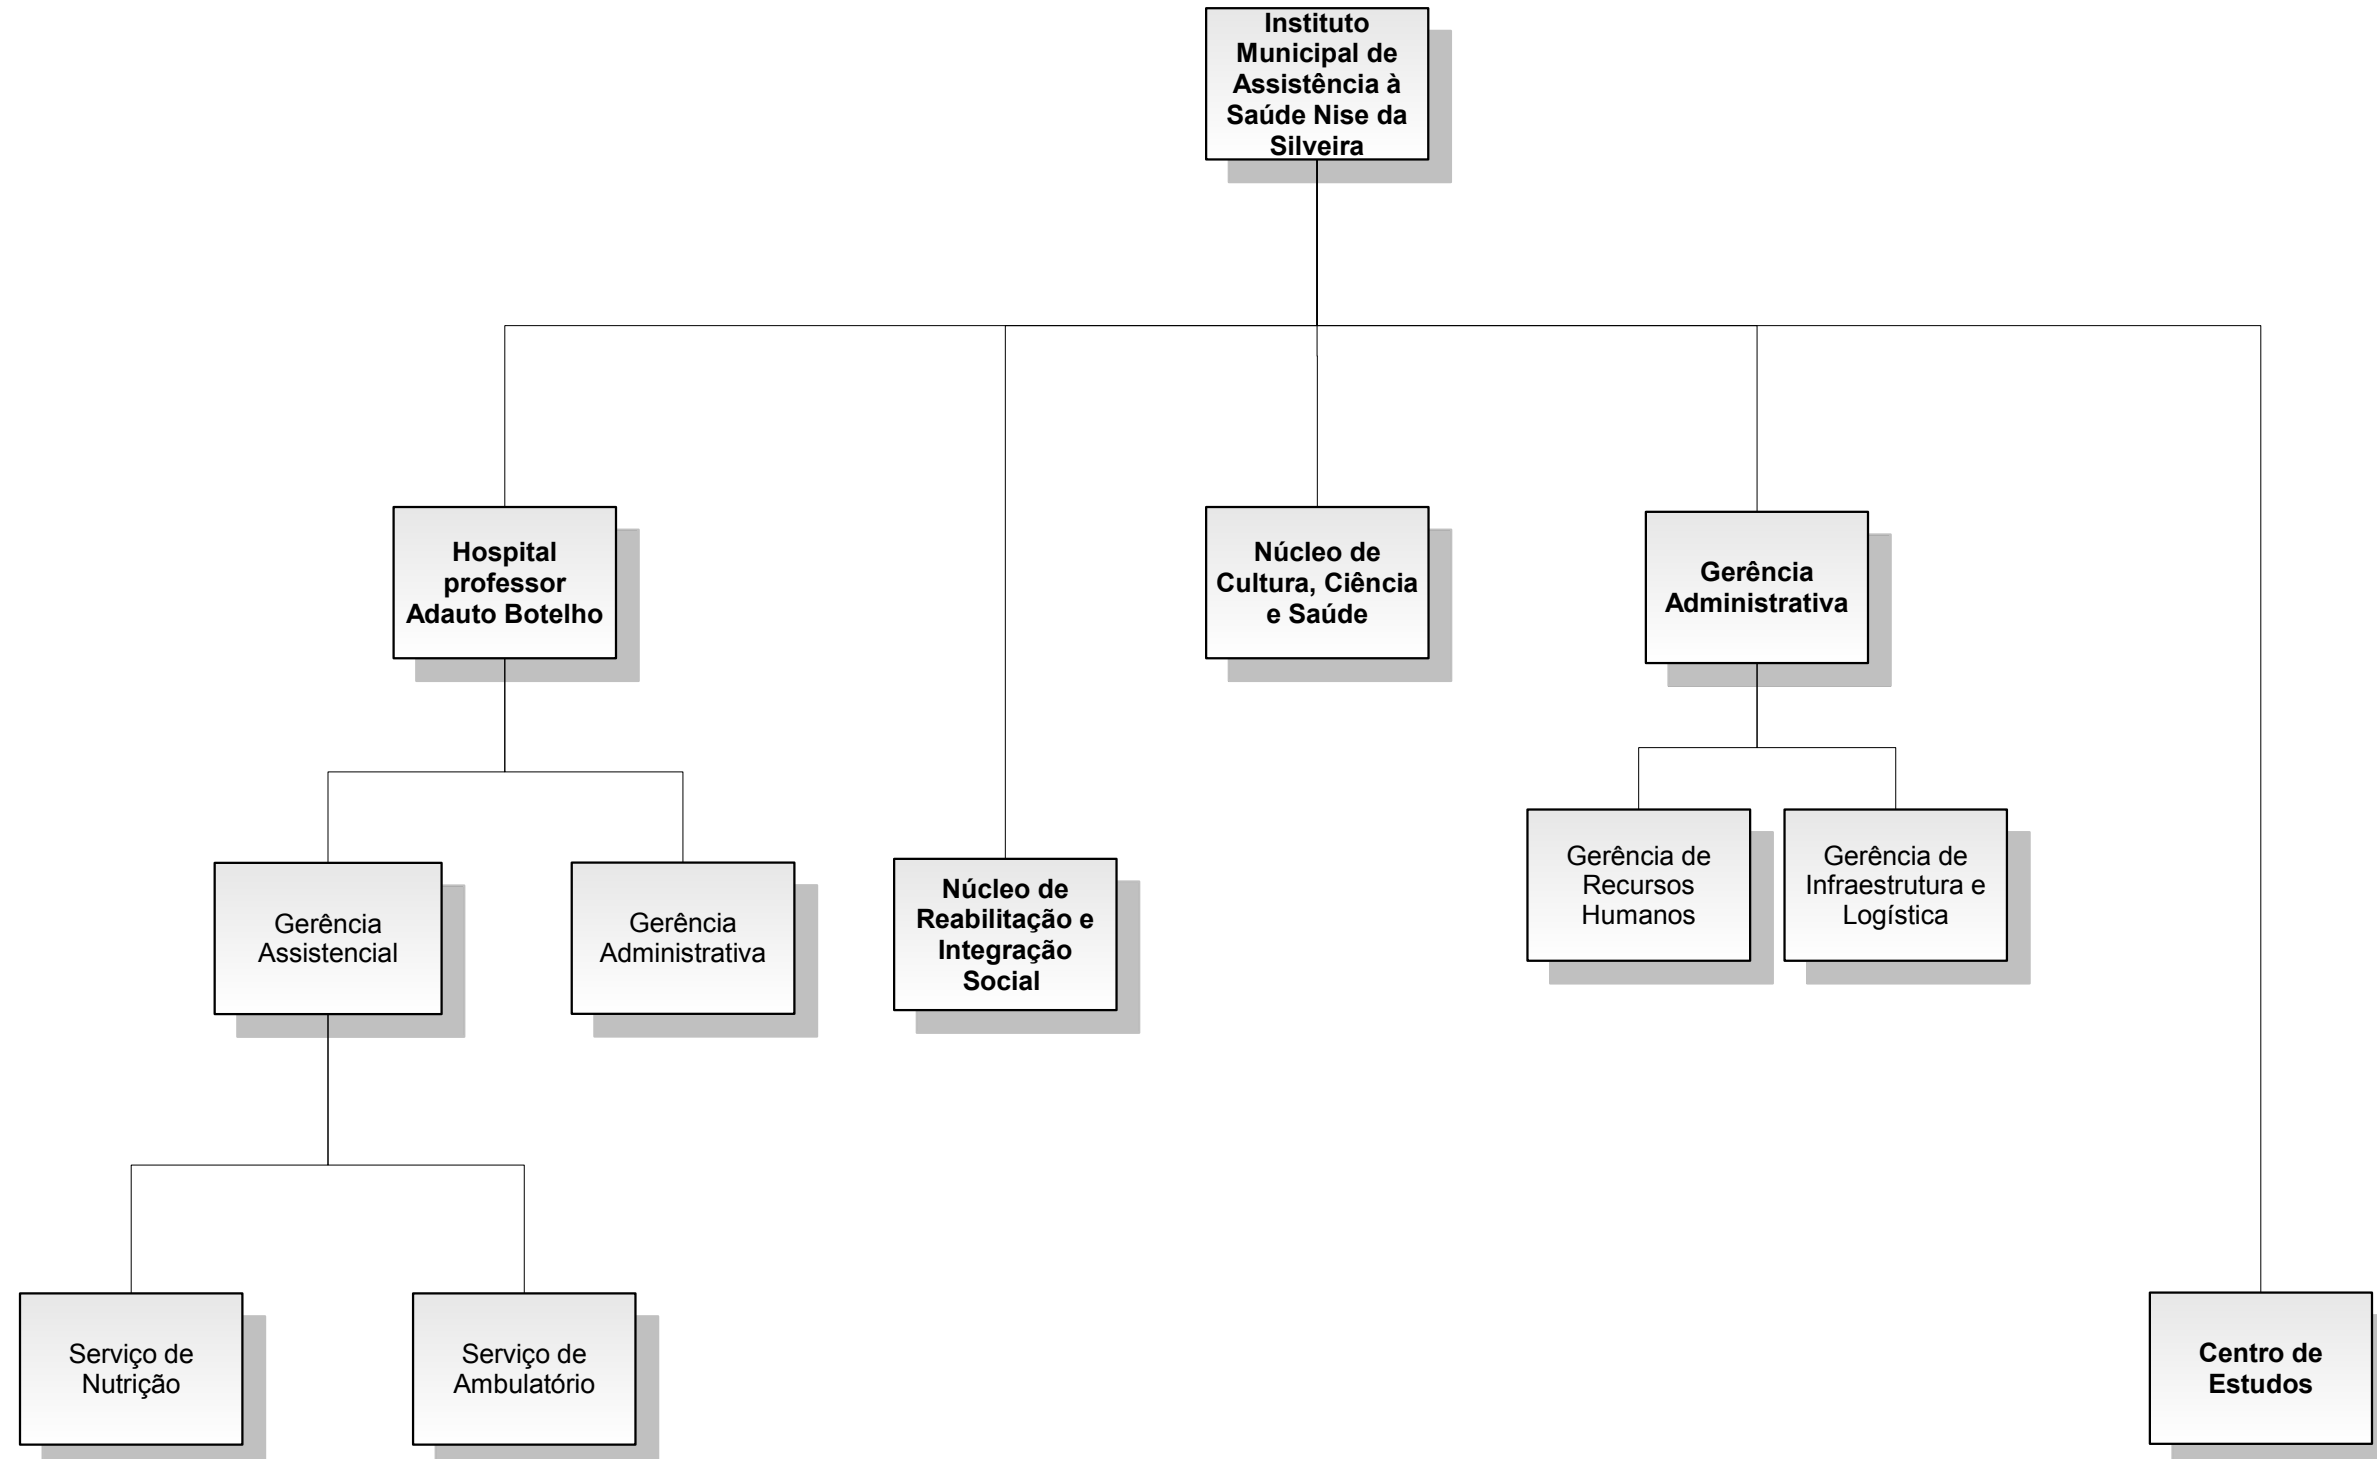 Instituto
Municipal de
Assistência à
Saúde Nise da
Silveira
Hospital
professor
Adauto Botelho
Núcleo de
Cultura, Ciência
e Saúde
Gerência
Administrativa
Gerência de
Recursos
Humanos
Gerência de
Infraestrutura e
Logística
Gerência
Assistencial
Gerência
Administrativa
Núcleo de
Reabilitação e
Integração
Social
Serviço de
Nutrição
Serviço de
Ambulatório
Centro de
Estudos